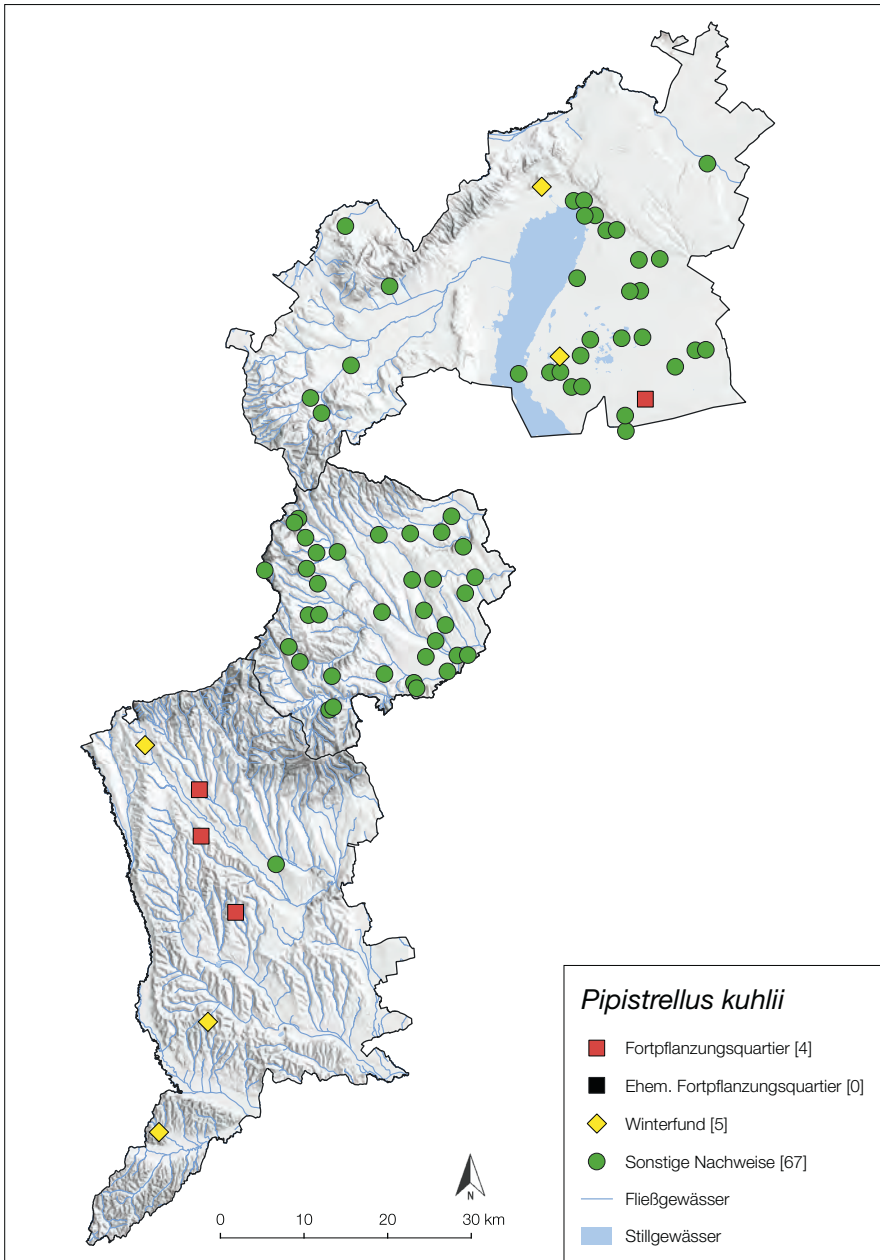 Pipistrellus kuhlii
Fortpflanzungsquartier [4]
Ehem. Fortpflanzungsquartier [0]
Winterfund [5]
Sonstige Nachweise [67]
Fließgewässer
Stillgewässer
N
0 10 20 30 km